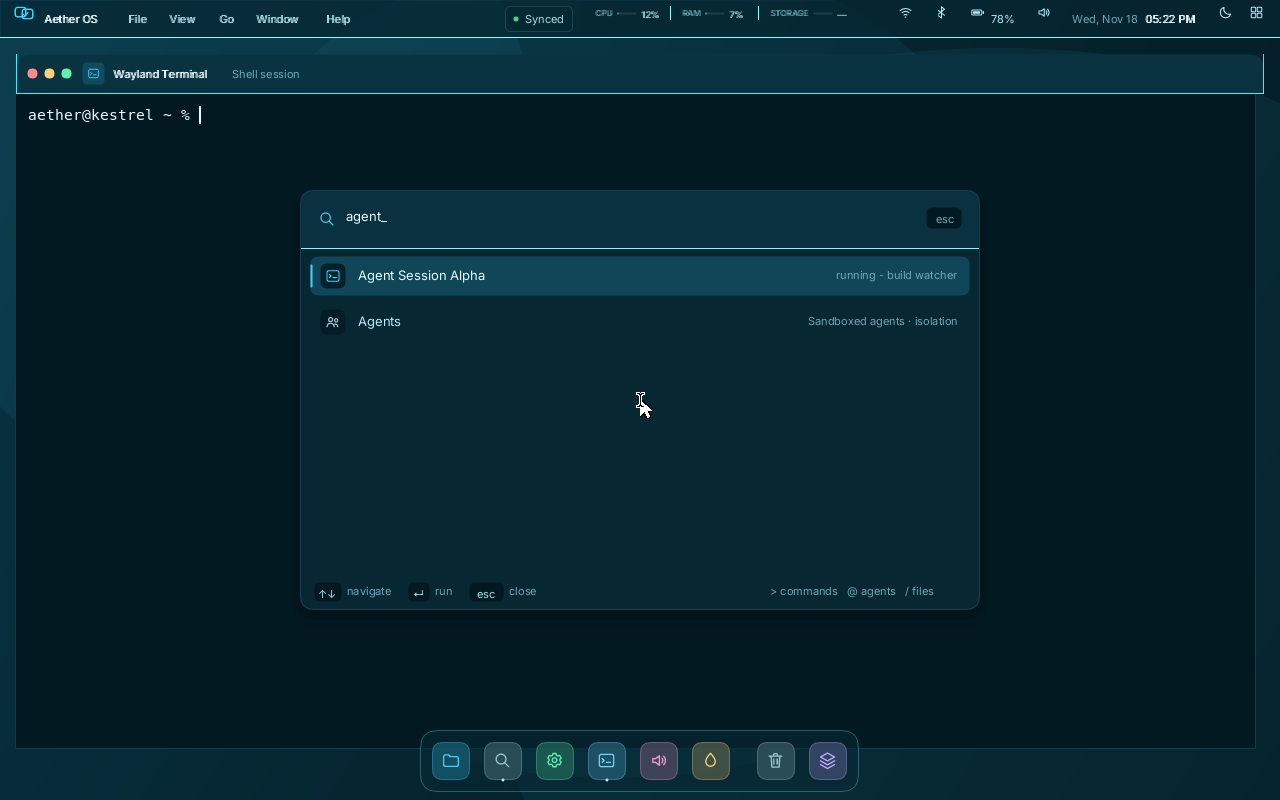 Aether OS File View Go Window Help Synced CPU 12% RAM 7% STORAGE — 78% Wed, Nov 18 05:22 PM
Wayland Terminal Shell session
aether@kestrel ~ %
agent_ esc
Agent Session Alpha running - build watcher
Agents Sandboxed agents · isolation
↑↓ navigate ↵ run esc close > commands @ agents / files